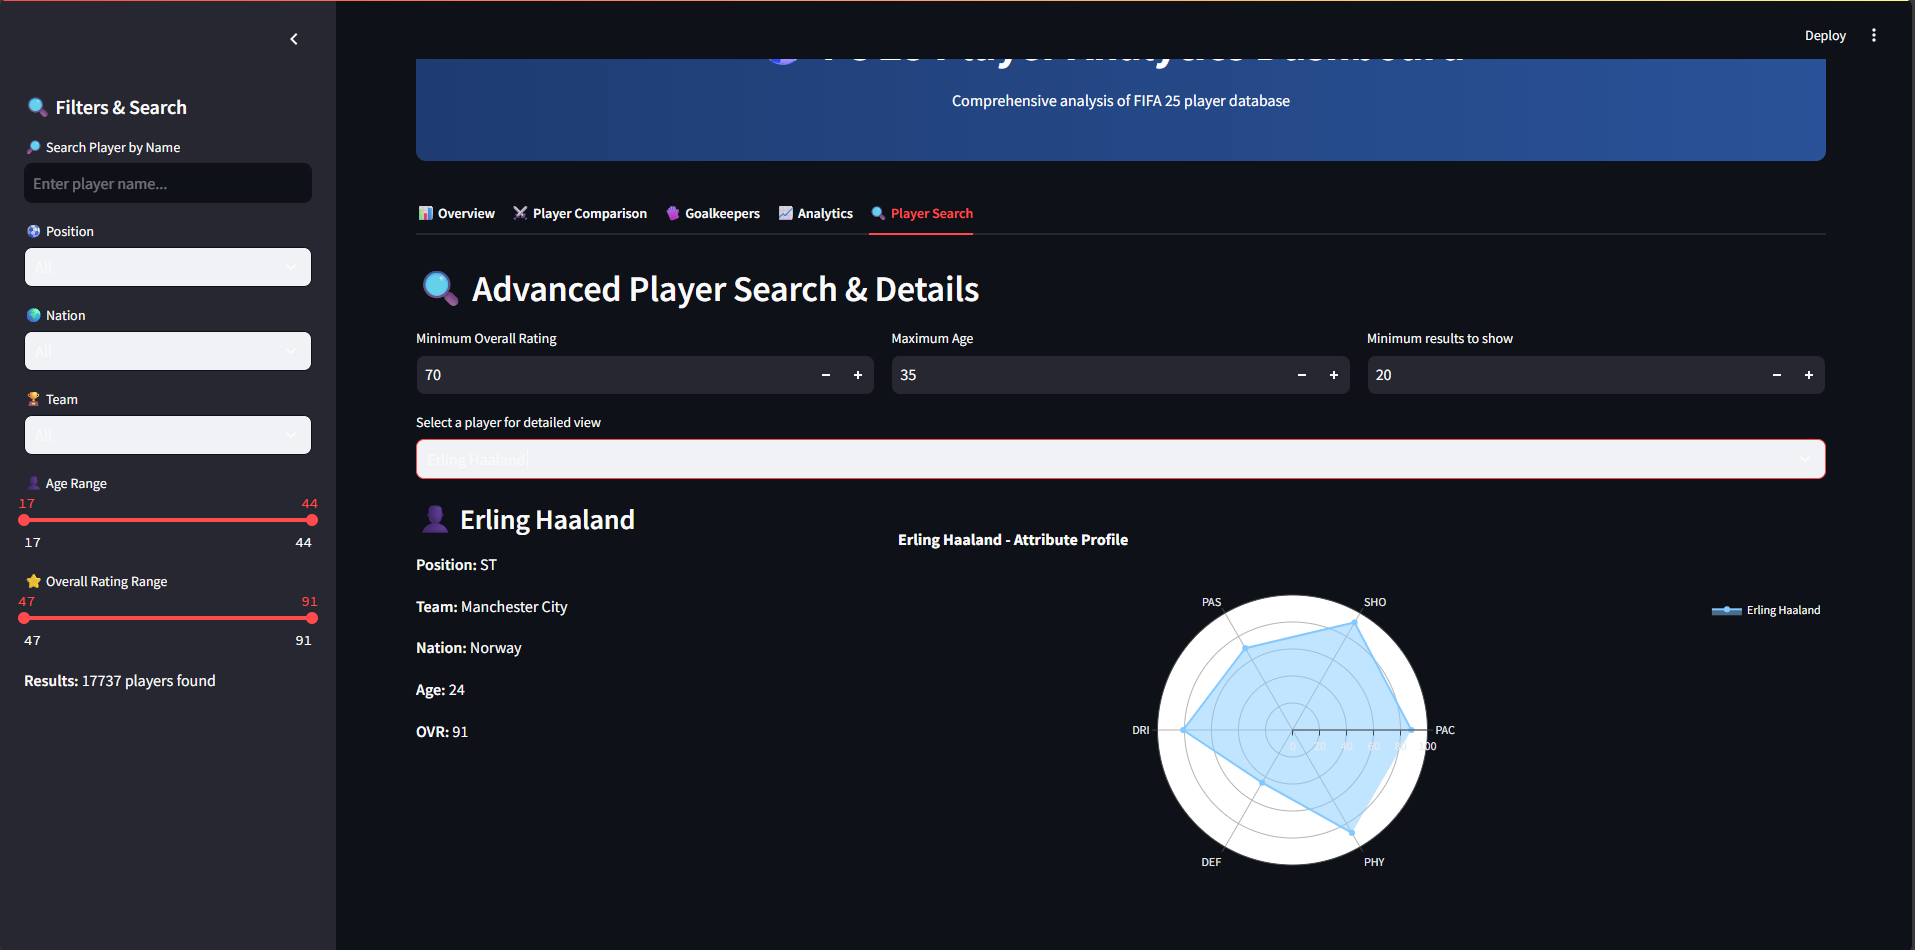 Deploy
Filters & Search
Search Player by Name
Enter player name...
Position
All
Nation
All
Team
All
Age Range
17 44
17 44
Overall Rating Range
47 91
47 91
Results: 17737 players found
Comprehensive analysis of FIFA 25 player database
Overview Player Comparison Goalkeepers Analytics Player Search
Advanced Player Search & Details
Minimum Overall Rating Maximum Age Minimum results to show
70 − + 35 − + 20 − +
Select a player for detailed view
Erling Haaland
Erling Haaland
Position: ST
Team: Manchester City
Nation: Norway
Age: 24
OVR: 91
Erling Haaland - Attribute Profile
PAS SHO
Erling Haaland
DRI PAC
0 20 40 60 80 100
DEF PHY